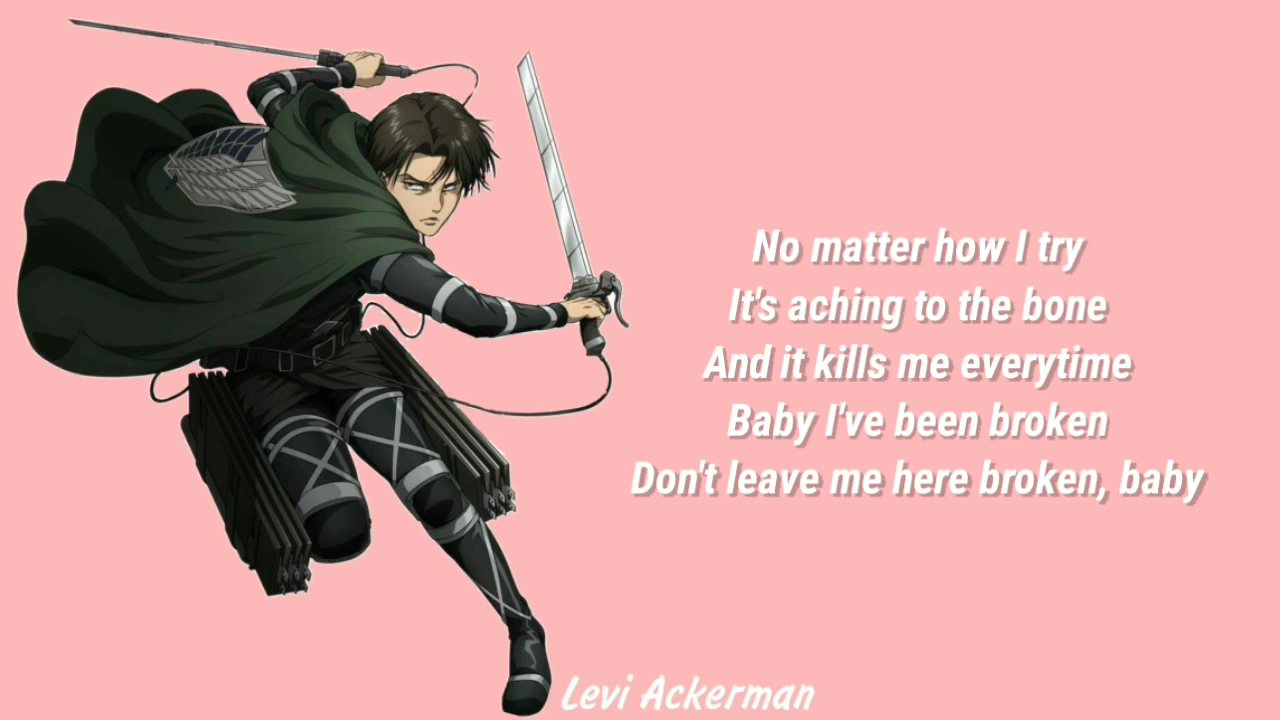 No matter how I try
It's aching to the bone
And it kills me everytime
Baby I've been broken
Don't leave me here broken, baby
Levi Ackerman